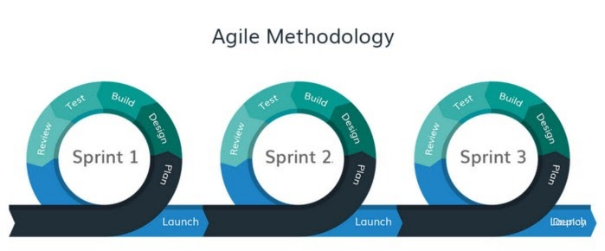 Agile Methodology
Review
Test
Build
Design
Plan
Sprint 1
Launch
Review
Test
Build
Design
Plan
Sprint 2
Launch
Review
Test
Build
Design
Plan
Sprint 3